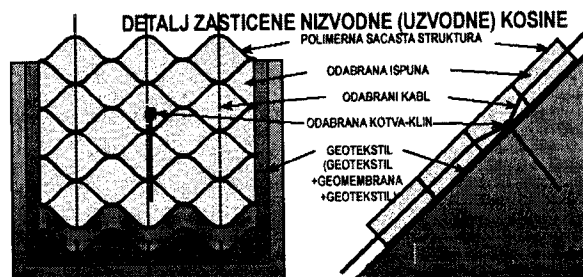 DETALJ ZASTICENE NIZVODNE (UZVODNE) KOSINE
POLIMERNA SACASTA STRUKTURA
ODABRANA ISPUNA
ODABRANI KABL
ODABRANA KOTVA-KLIN
GEOTEKSTIL
(GEOTEKSTIL
+GEOMEMBRANA
+GEOTEKSTIL)